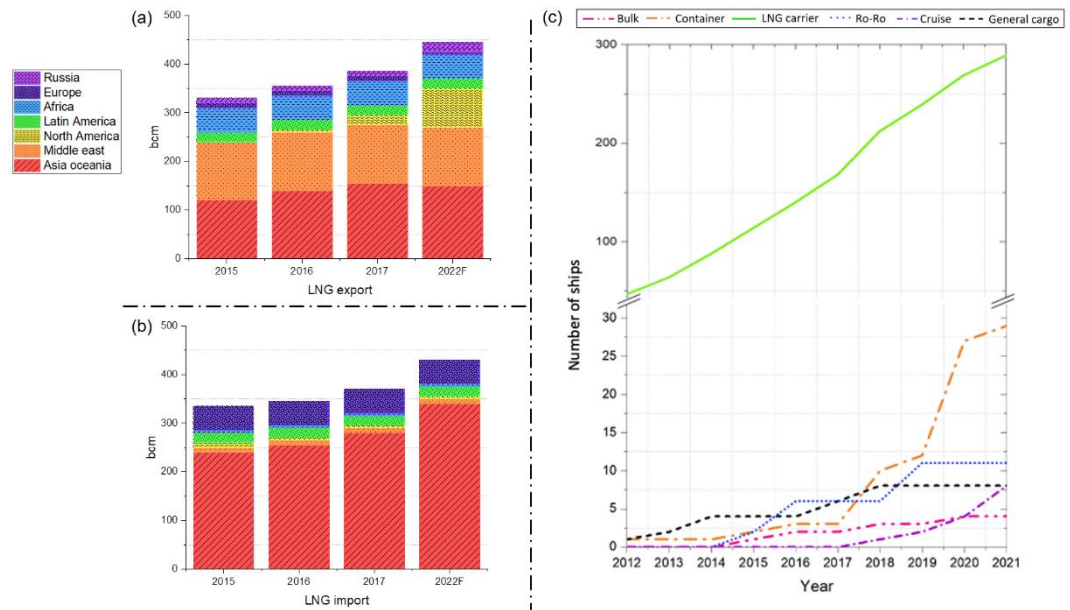 (a)
500
400
300
200
100
0
bcm
2015 2016 2017 2022F
LNG export
Russia
Europe
Africa
Latin America
North America
Middle east
Asia oceania
(b)
500
400
300
200
100
0
bcm
2015 2016 2017 2022F
LNG import
(c)
Bulk Container LNG carrier Ro-Ro Cruise General cargo
300
200
100
30
25
20
15
10
5
0
Number of ships
2012 2013 2014 2015 2016 2017 2018 2019 2020 2021
Year